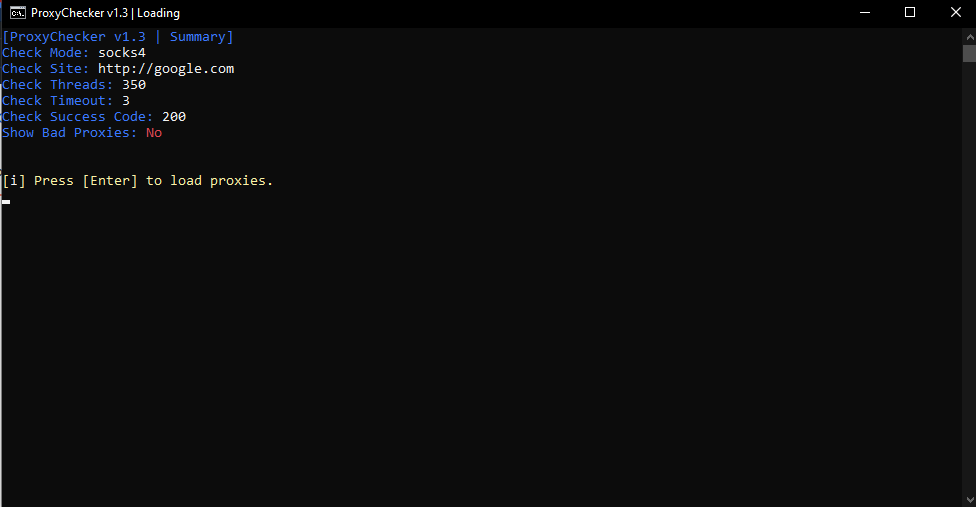 ProxyChecker v1.3 | Loading
[ProxyChecker v1.3 | Summary]
Check Mode: socks4
Check Site: http://google.com
Check Threads: 350
Check Timeout: 3
Check Success Code: 200
Show Bad Proxies: No
[i] Press [Enter] to load proxies.